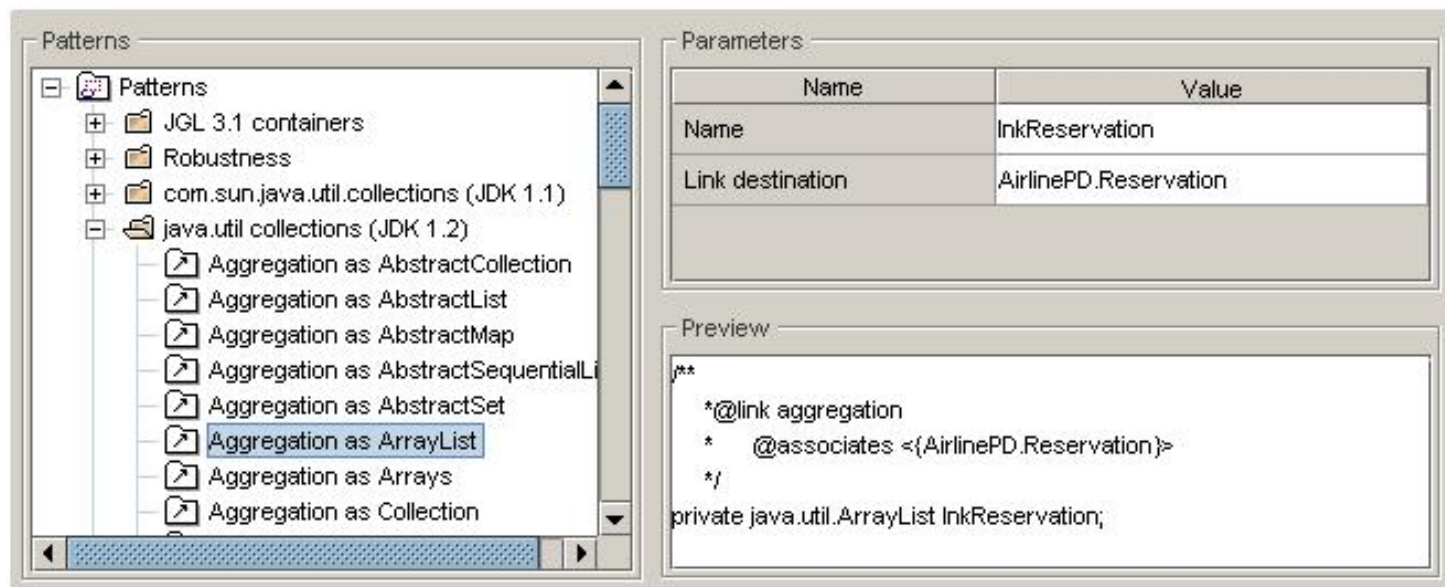 Patterns
Patterns
JGL 3.1 containers
Robustness
com.sun.java.util.collections (JDK 1.1)
java.util collections (JDK 1.2)
Aggregation as AbstractCollection
Aggregation as AbstractList
Aggregation as AbstractMap
Aggregation as AbstractSequentialLi
Aggregation as AbstractSet
Aggregation as ArrayList
Aggregation as Arrays
Aggregation as Collection
Parameters
Name Value
Name lnkReservation
Link destination AirlinePD.Reservation
Preview
/**
*@link aggregation
* @associates <{AirlinePD.Reservation}>
*/
private java.util.ArrayList lnkReservation;